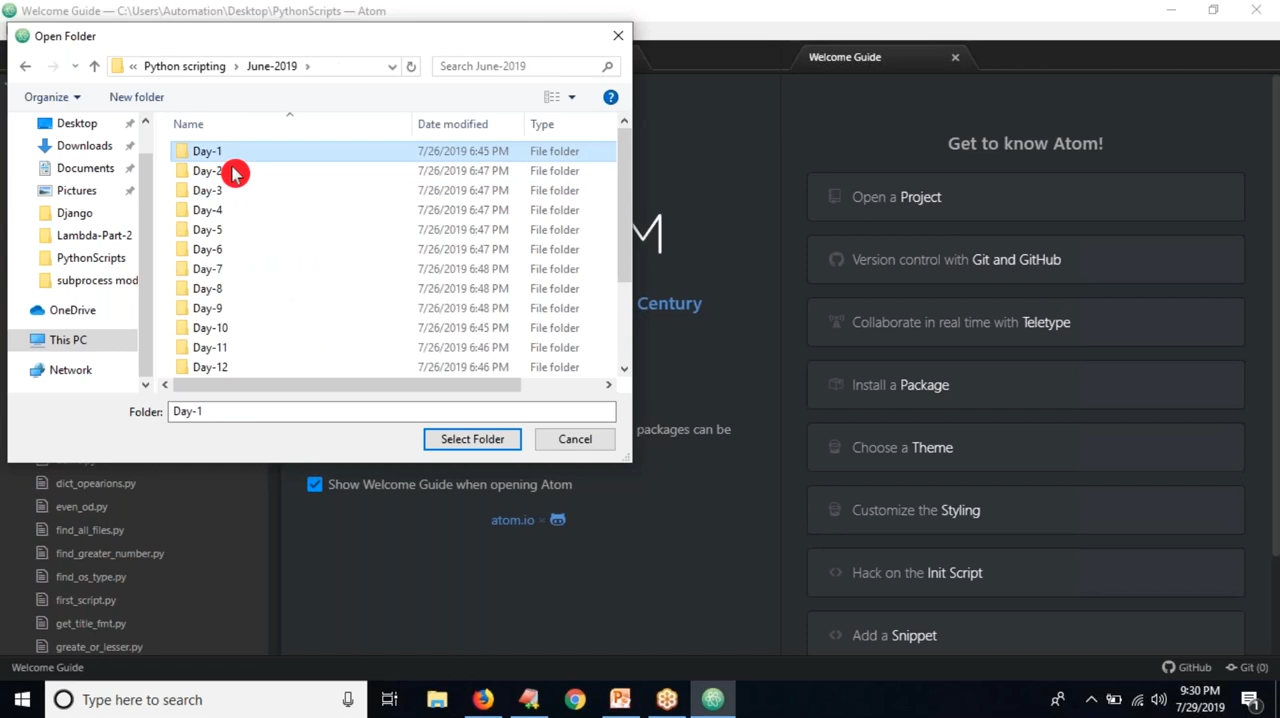 Welcome Guide — C:\Users\Automation\Desktop\PythonScripts — Atom
Open Folder
« Python scripting › June-2019 ›
Search June-2019
Organize
New folder
Name
Date modified
Type
Desktop
Downloads
Documents
Pictures
Django
Lambda-Part-2
PythonScripts
subprocess mod
OneDrive
This PC
Network
Day-1 7/26/2019 6:45 PM File folder
Day-2 7/26/2019 6:47 PM File folder
Day-3 7/26/2019 6:47 PM File folder
Day-4 7/26/2019 6:47 PM File folder
Day-5 7/26/2019 6:47 PM File folder
Day-6 7/26/2019 6:47 PM File folder
Day-7 7/26/2019 6:48 PM File folder
Day-8 7/26/2019 6:48 PM File folder
Day-9 7/26/2019 6:48 PM File folder
Day-10 7/26/2019 6:45 PM File folder
Day-11 7/26/2019 6:46 PM File folder
Day-12 7/26/2019 6:46 PM File folder
Folder: Day-1
Select Folder
Cancel
dict_opearions.py
even_od.py
find_all_files.py
find_greater_number.py
find_os_type.py
first_script.py
get_title_fmt.py
greate_or_lesser.py
M
Century
packages can be
Show Welcome Guide when opening Atom
atom.io ×
Welcome Guide
Get to know Atom!
Open a Project
Version control with Git and GitHub
Collaborate in real time with Teletype
Install a Package
Choose a Theme
Customize the Styling
Hack on the Init Script
Add a Snippet
Welcome Guide
GitHub
Git (0)
Type here to search
9:30 PM
7/29/2019
1